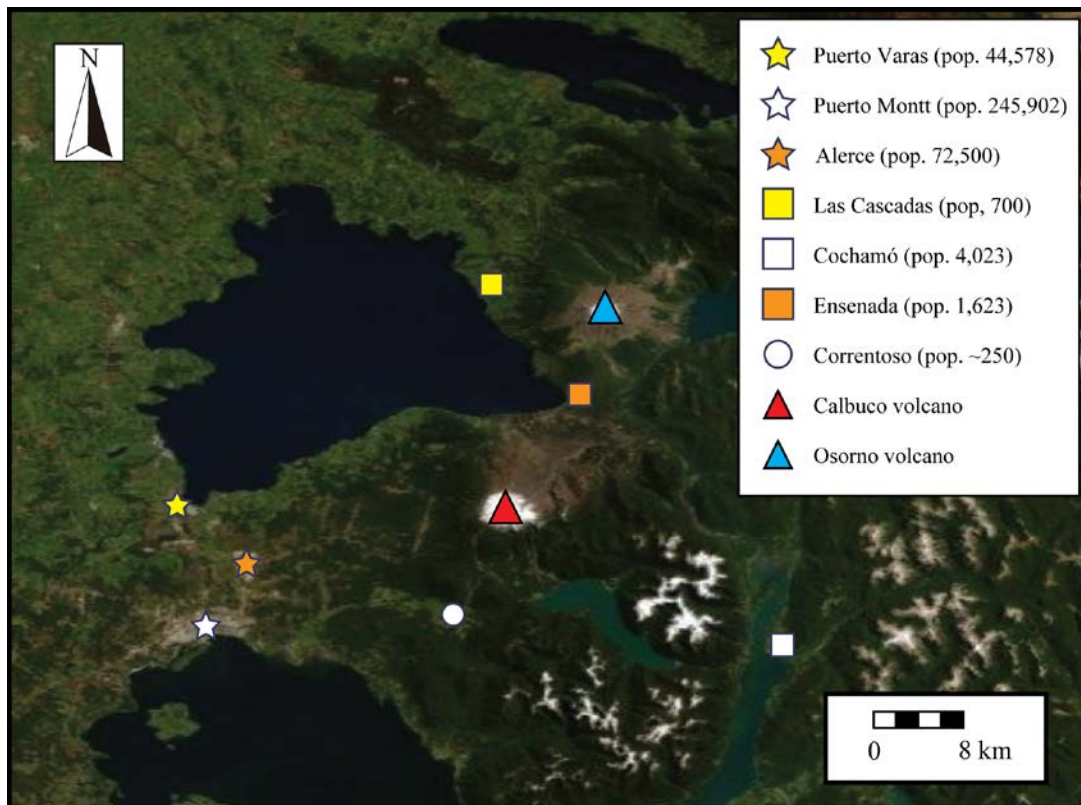 N
Puerto Varas (pop. 44,578)
Puerto Montt (pop. 245,902)
Alerce (pop. 72,500)
Las Cascadas (pop, 700)
Cochamó (pop. 4,023)
Ensenada (pop. 1,623)
Correntoso (pop. ~250)
Calbuco volcano
Osorno volcano
0 8 km